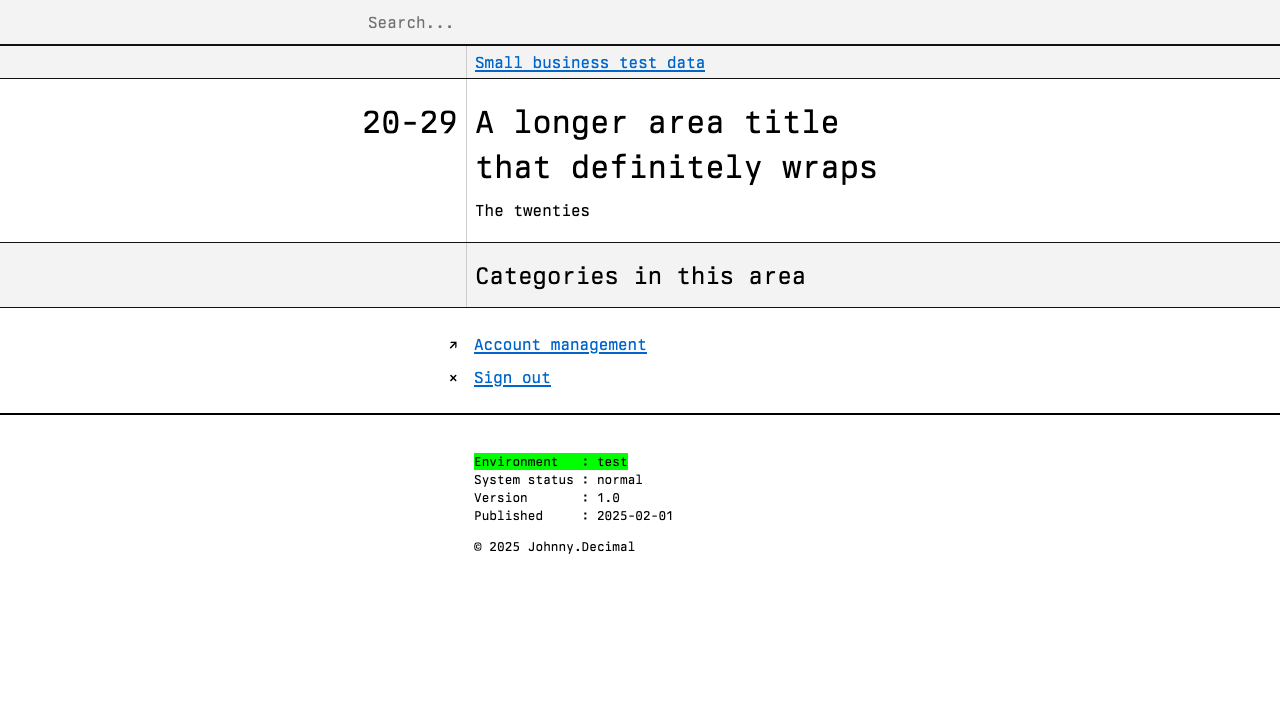 Search...
Small business test data
20-29 A longer area title
that definitely wraps
The twenties
Categories in this area
↗ Account management
× Sign out
Environment : test
System status : normal
Version : 1.0
Published : 2025-02-01
© 2025 Johnny.Decimal